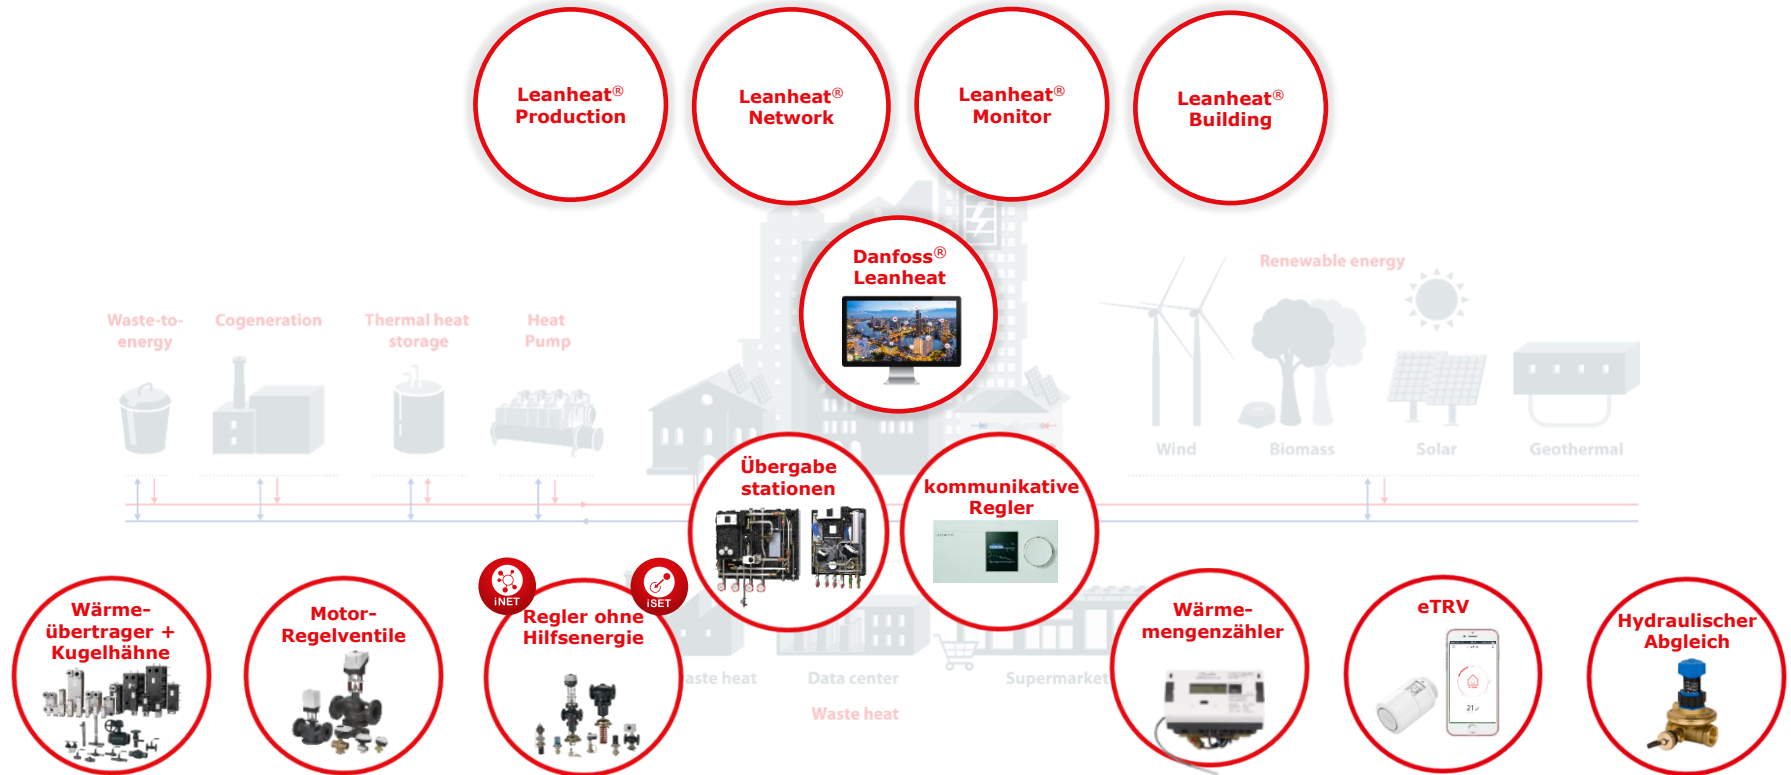 Leanheat®
Production
Leanheat®
Network
Leanheat®
Monitor
Leanheat®
Building
Danfoss®
Leanheat
Renewable energy
Waste-to-
energy
Cogeneration
Thermal heat
storage
Heat
Pump
Wind
Biomass
Solar
Geothermal
Übergabe
stationen
kommunikative
Regler
iNET
iSET
Wärme-
übertrager +
Kugelhähne
Motor-
Regelventile
Regler ohne
Hilfsenergie
Wärme-
mengenzähler
eTRV
21
Hydraulischer
Abgleich
aste heat
Data center
Supermarket
Waste heat